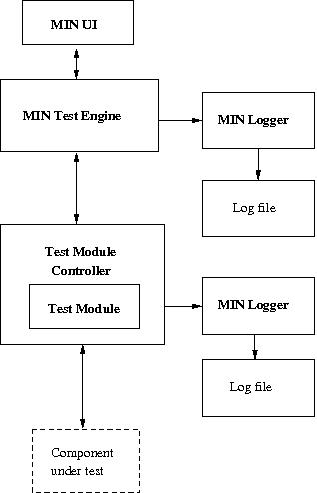 MIN UI
MIN Test Engine
MIN Logger
Log file
Test Module
Controller
Test Module
MIN Logger
Log file
Component
under test